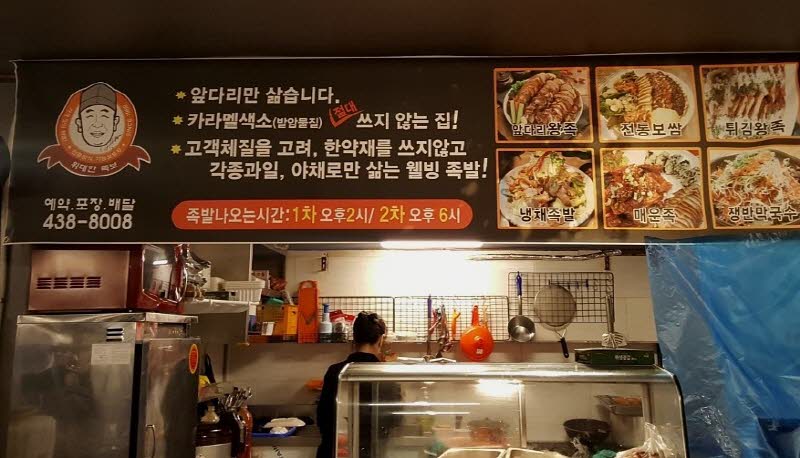 앞다리만 삶습니다.
카라멜색소(발암물질) 절대 쓰지 않는 집!
고객체질을 고려, 한약재를 쓰지않고
각종과일, 야채로만 삶는 웰빙 족발!
족발나오는시간:1차 오후2시/ 2차 오후 6시
위대한 족보
예약.포장.배달
438-8008
앞다리왕족
전통보쌈
튀김왕족
냉채족발
매운족
쟁반막국수